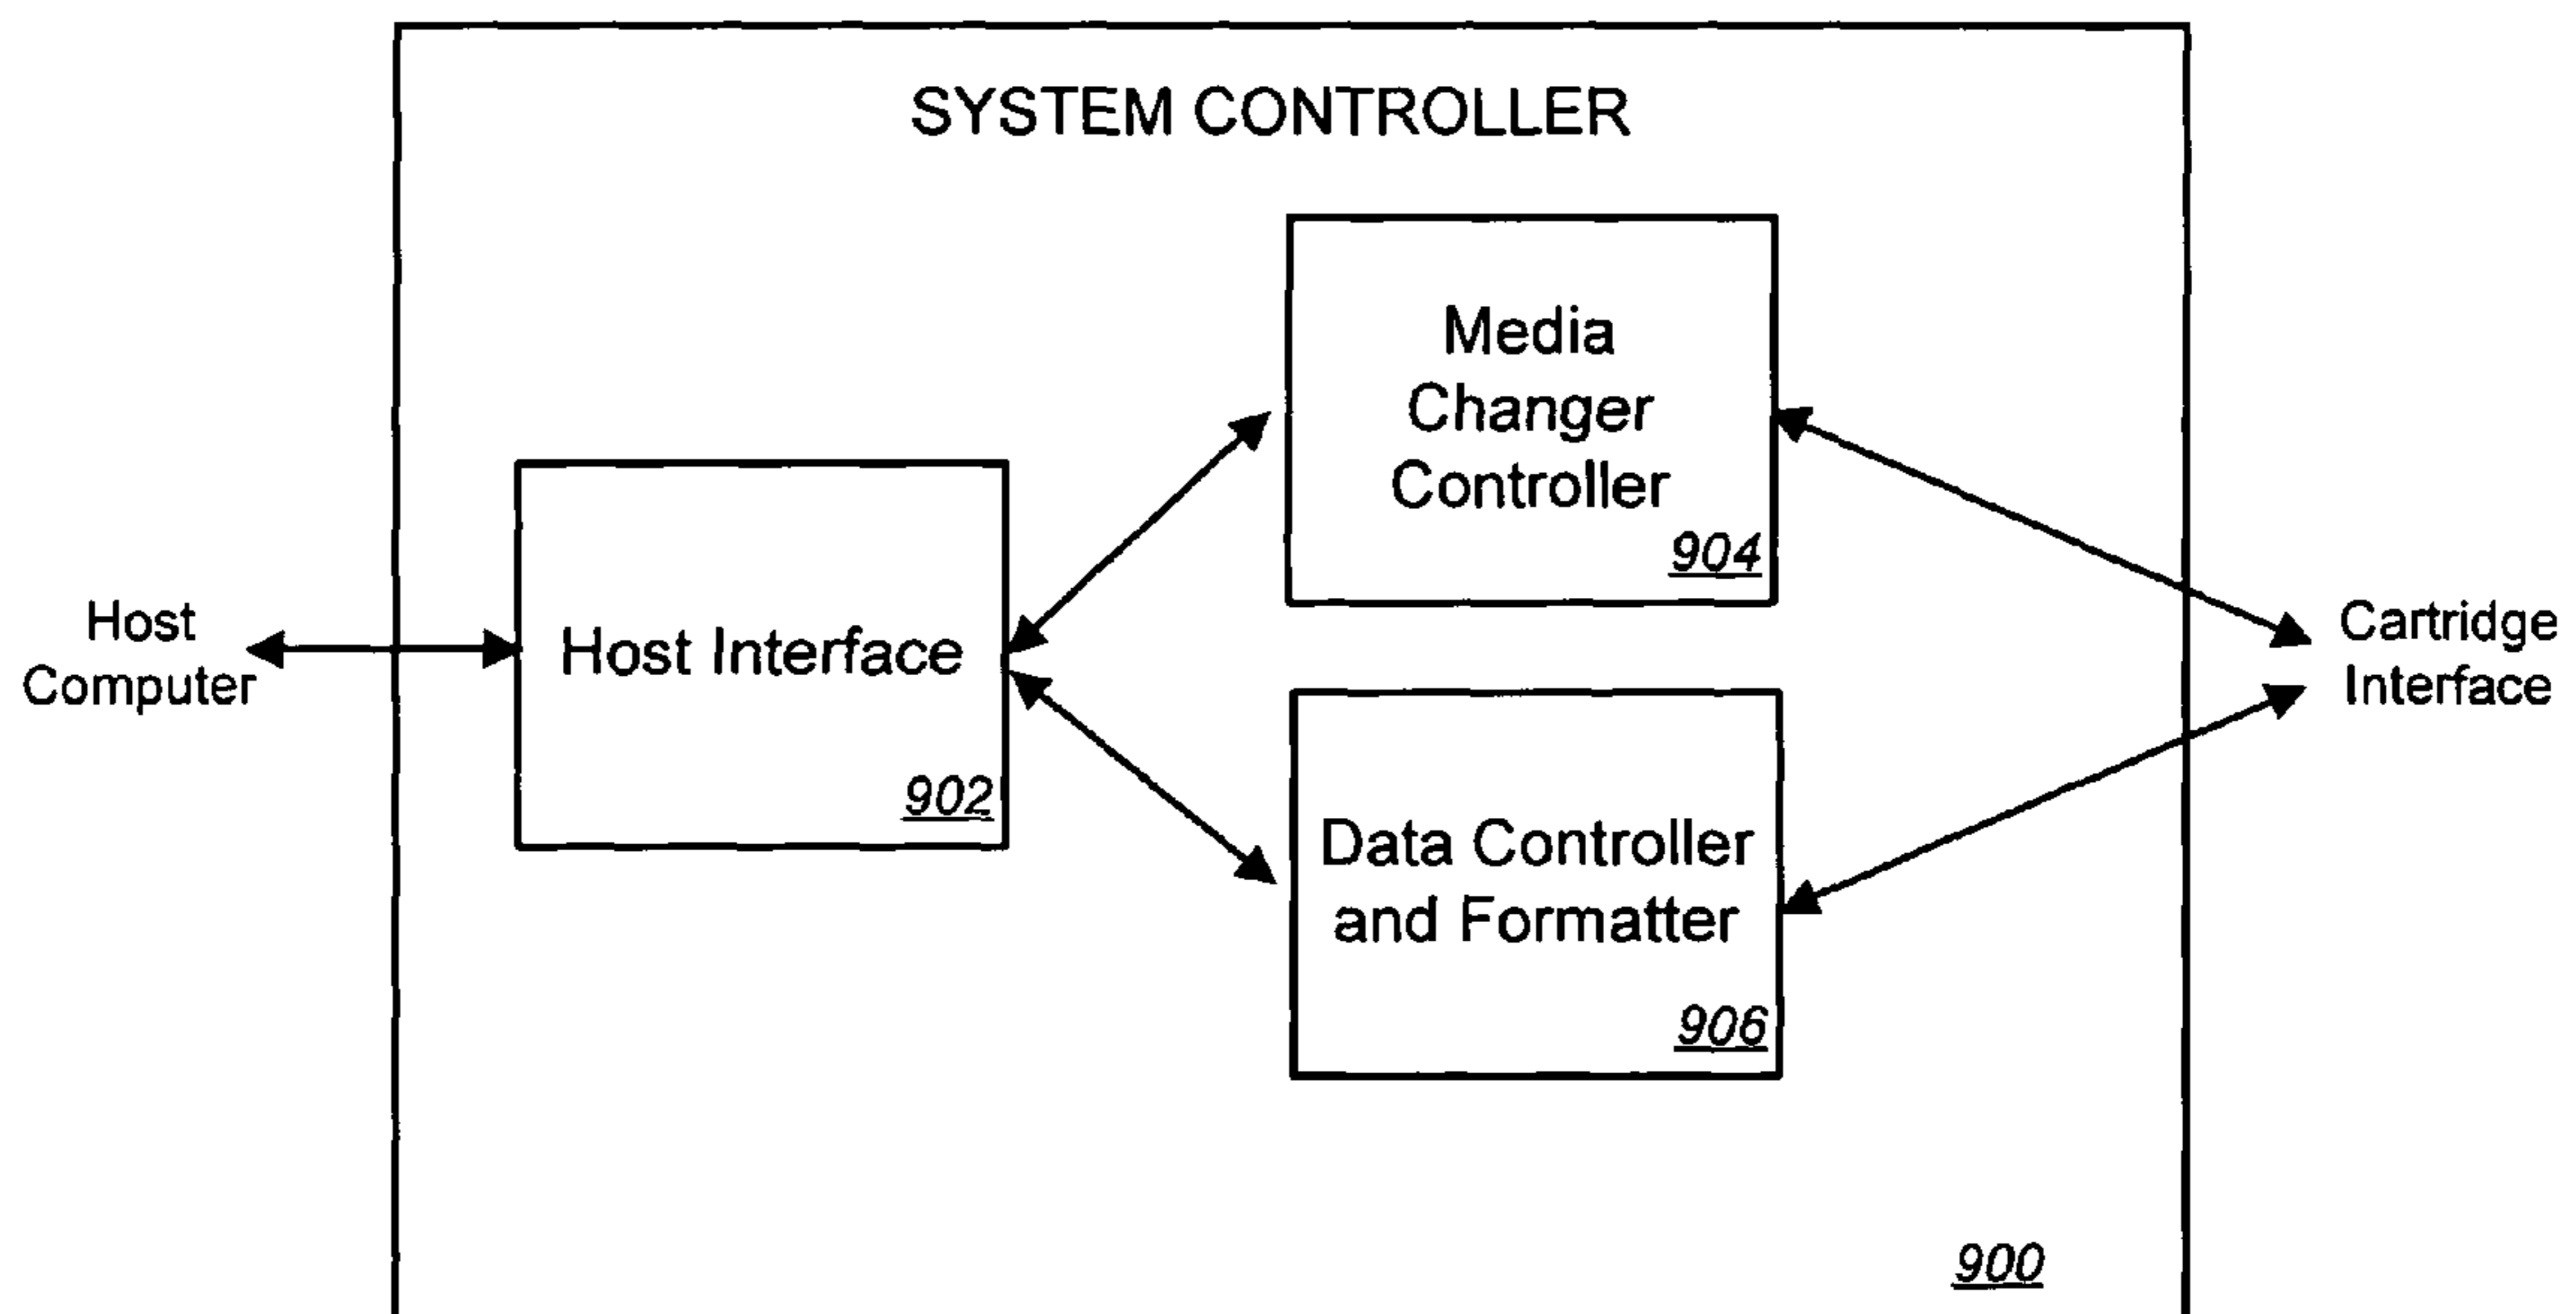 SYSTEM CONTROLLER
Media
Changer
Controller
904
Host
Computer
Host Interface
902
Cartridge
Interface
Data Controller
and Formatter
906
900